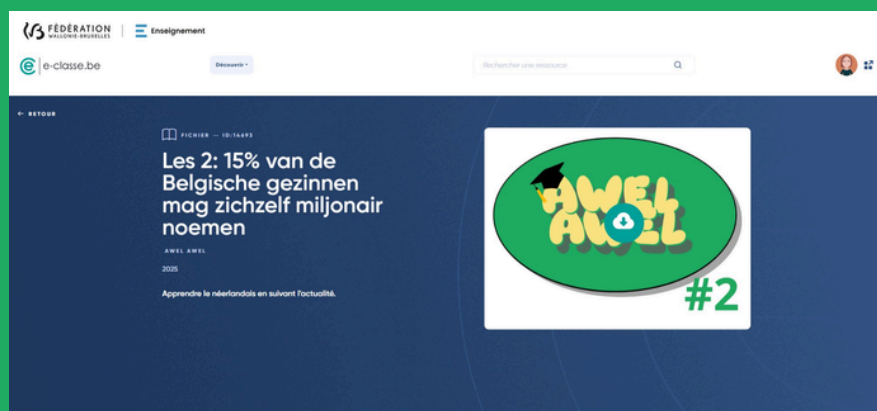 FÉDÉRATION
WALLONIE-BRUXELLES
Enseignement
e-classe.be
Découvrir
Rechercher une ressource
← RETOUR
FICHIER — ID:14693
Les 2: 15% van de
Belgische gezinnen
mag zichzelf miljonair
noemen
AWEL AWEL
2025
Apprendre le néerlandais en suivant l'actualité.
AWEL
AWEL
#2